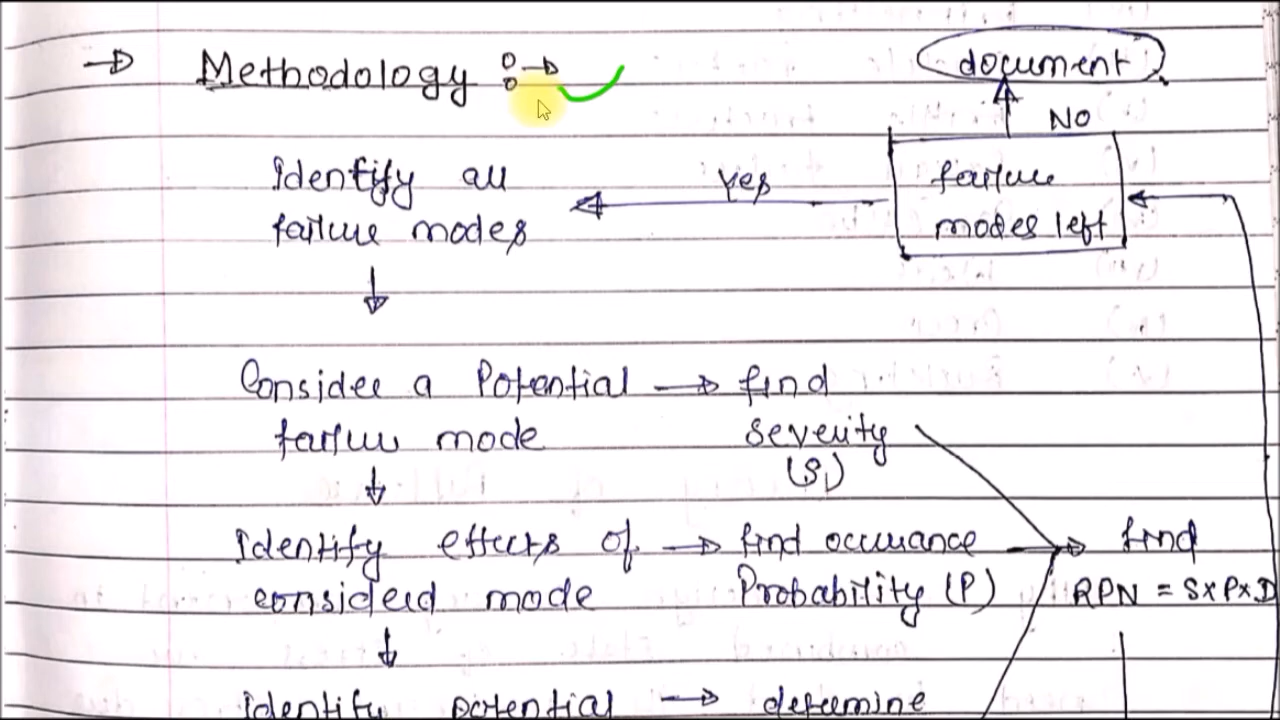 Methodology :→
document
NO
Identify all
failure modes
Yes
failure
modes left
Consider a Potential
failure mode
find
severity
(S)
Identify effects of
considerd mode
find occurance
Probability (P)
find
RPN = S×P×D
identify potential
determine